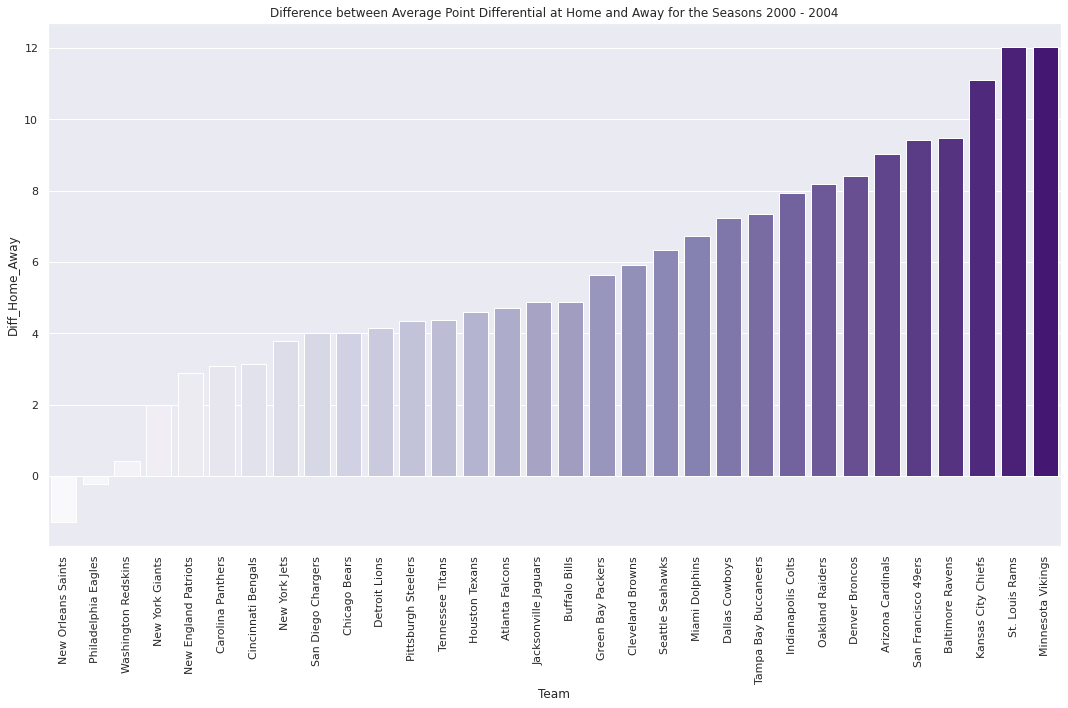 Difference between Average Point Differential at Home and Away for the Seasons 2000 - 2004
Diff_Home_Away
12
10
8
6
4
2
0
New Orleans Saints
Philadelphia Eagles
Washington Redskins
New York Giants
New England Patriots
Carolina Panthers
Cincinnati Bengals
New York Jets
San Diego Chargers
Chicago Bears
Detroit Lions
Pittsburgh Steelers
Tennessee Titans
Houston Texans
Atlanta Falcons
Jacksonville Jaguars
Buffalo Bills
Green Bay Packers
Cleveland Browns
Seattle Seahawks
Miami Dolphins
Dallas Cowboys
Tampa Bay Buccaneers
Indianapolis Colts
Oakland Raiders
Denver Broncos
Arizona Cardinals
San Francisco 49ers
Baltimore Ravens
Kansas City Chiefs
St. Louis Rams
Minnesota Vikings
Team